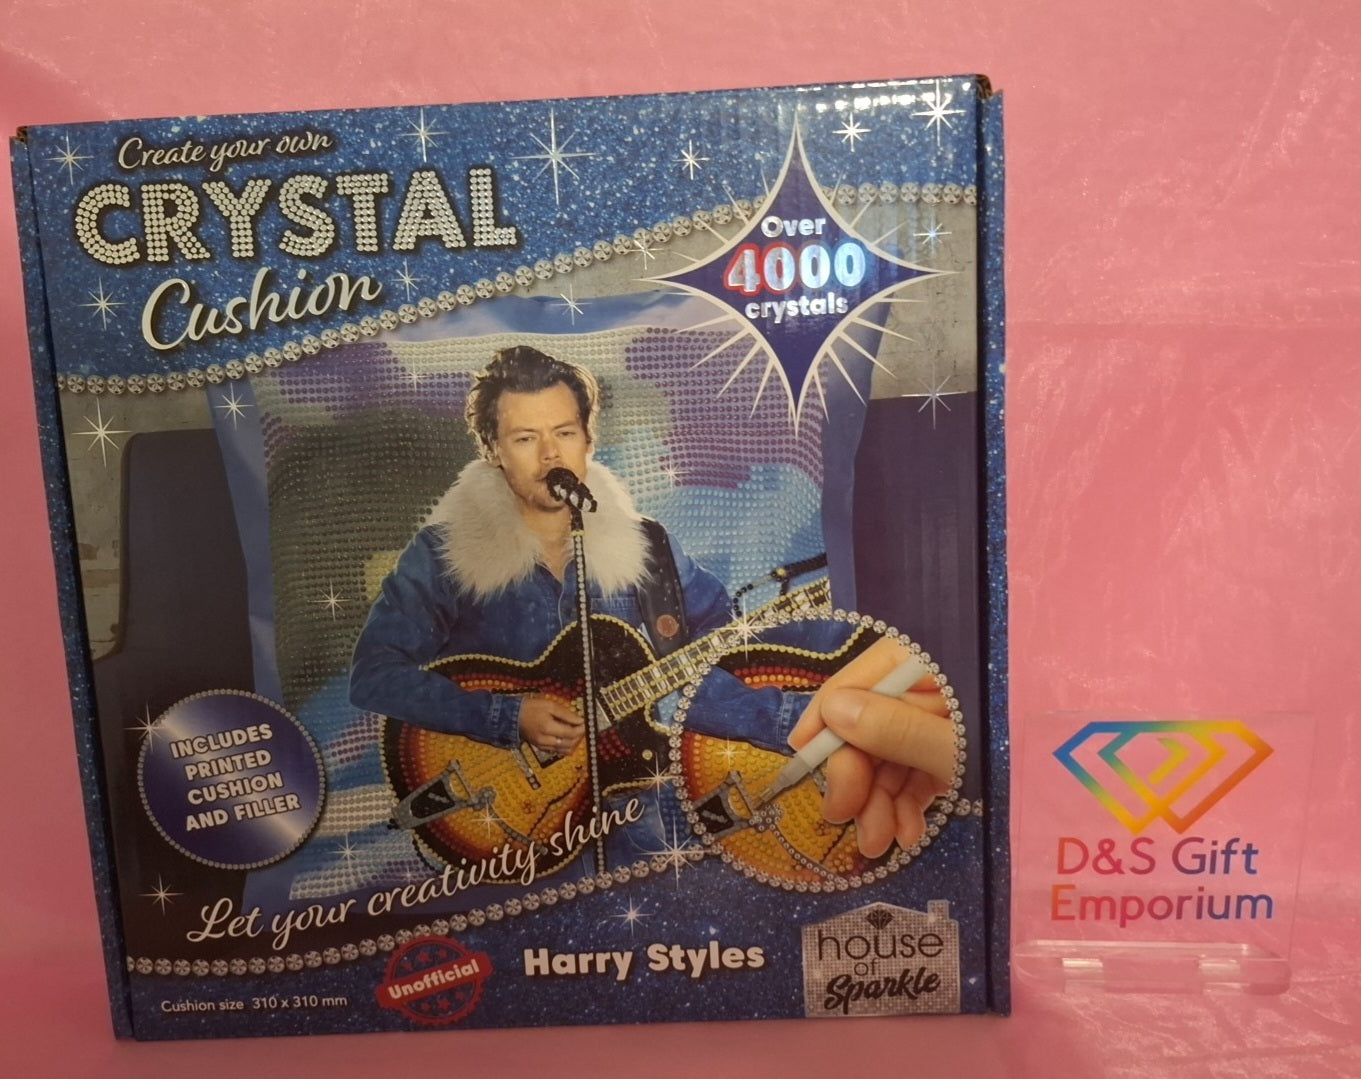 Create your own
CRYSTAL
Cushion
Over
4000
crystals
INCLUDES
PRINTED
CUSHION
AND FILLER
Let your creativity shine
Unofficial
Harry Styles
house
of
Sparkle
Cushion size 310 x 310 mm
D&S Gift
Emporium